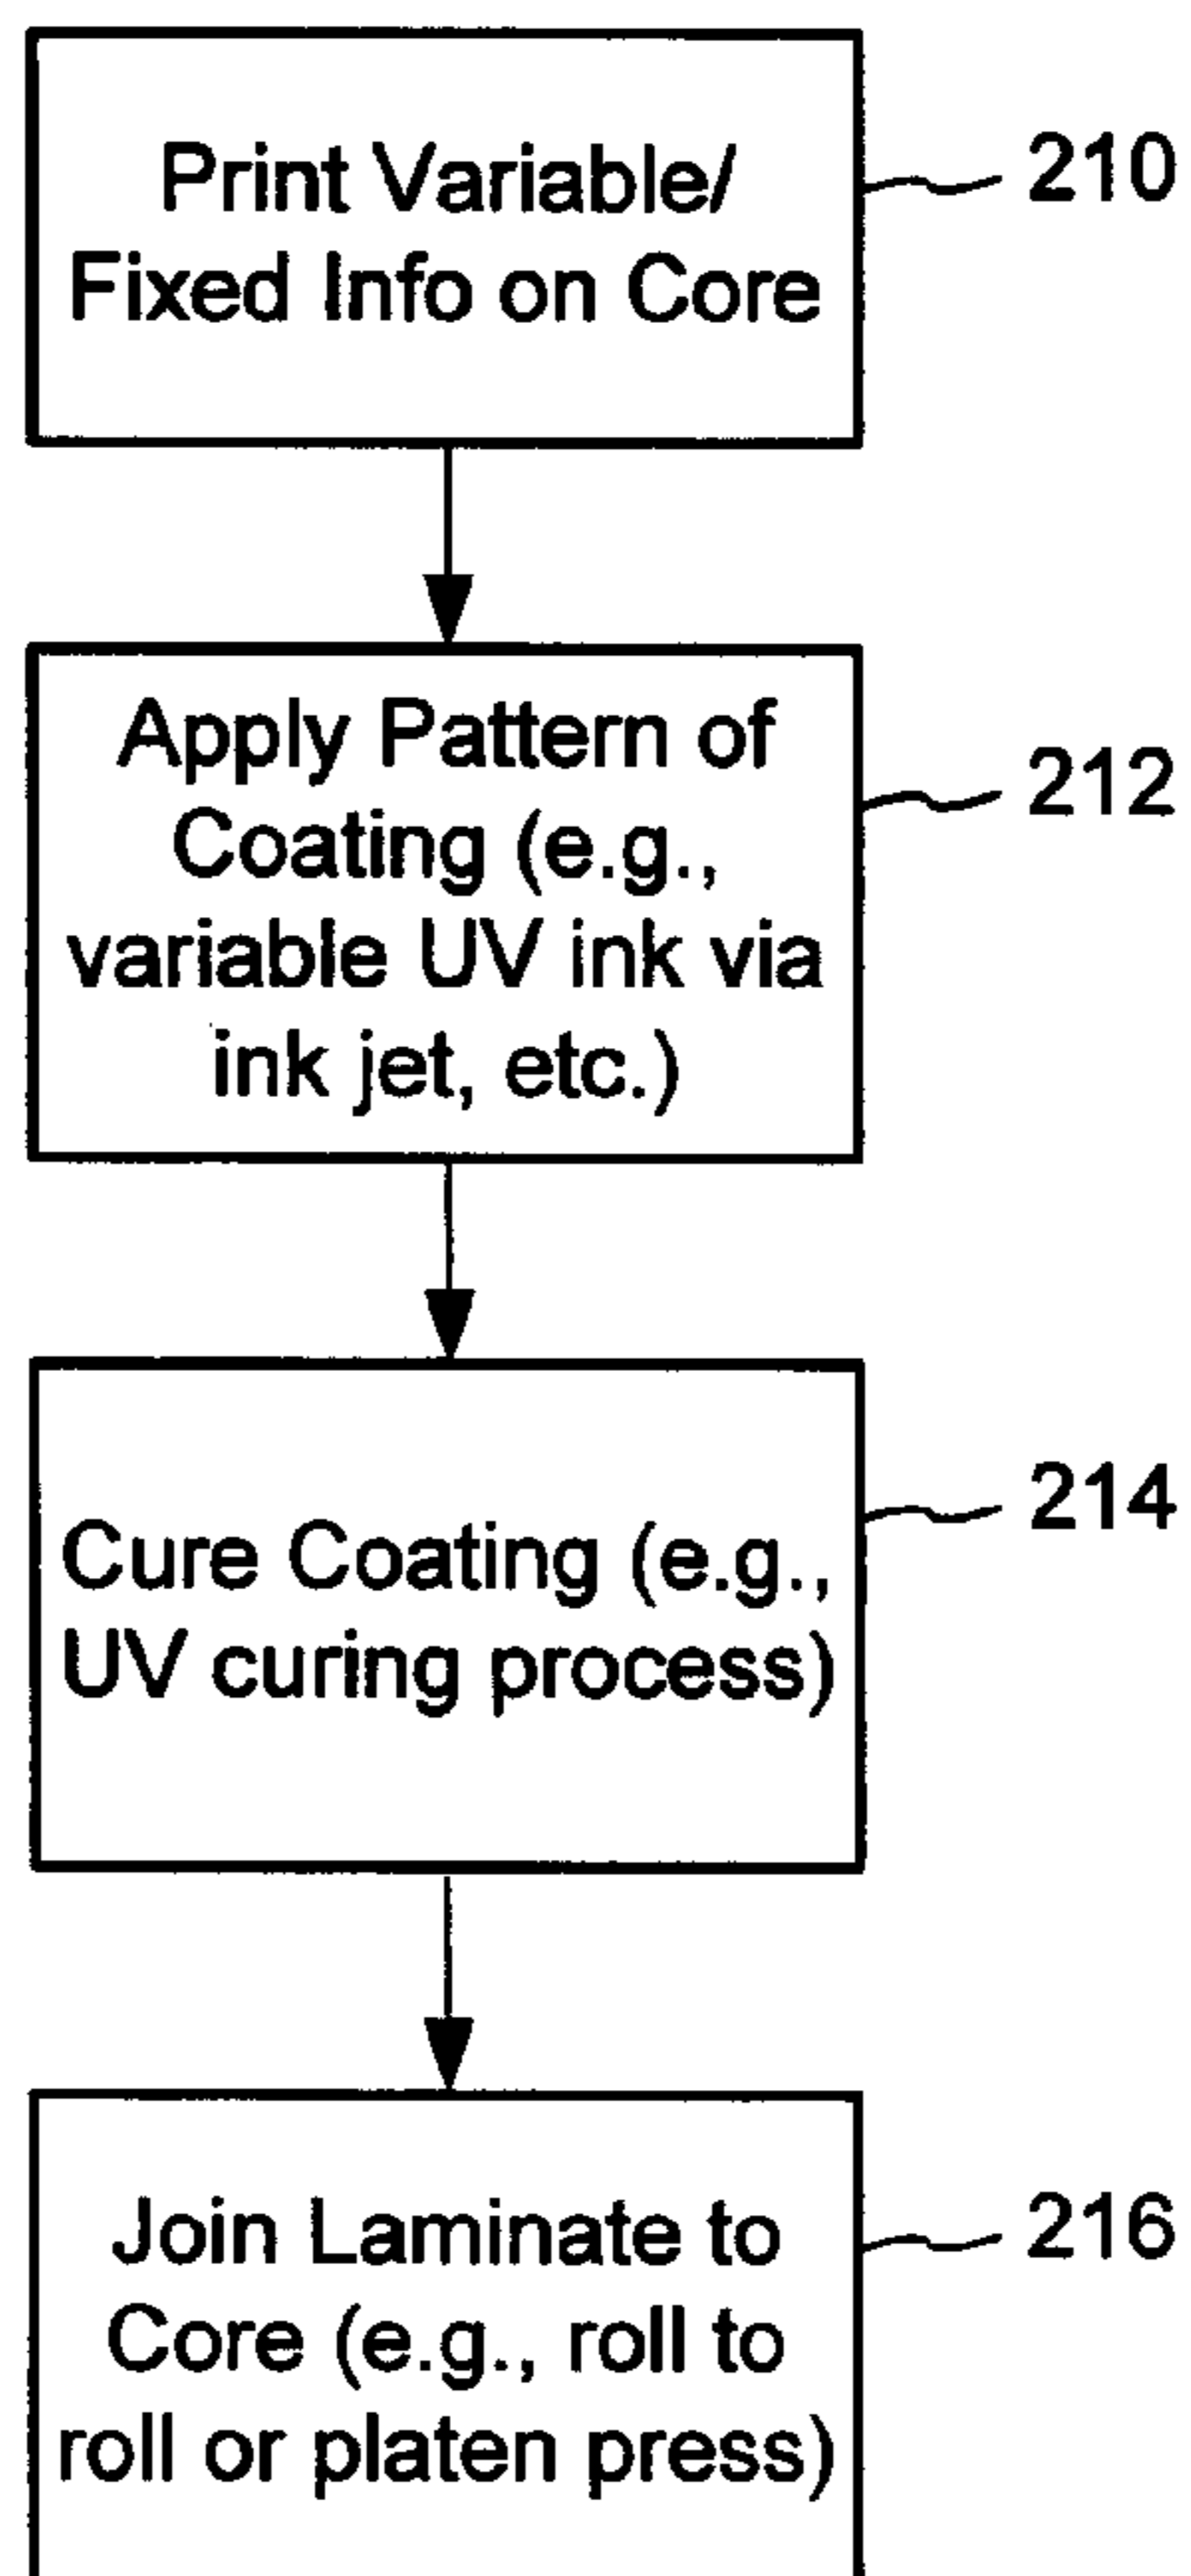 Print Variable/
Fixed Info on Core
210
Apply Pattern of
Coating (e.g.,
variable UV ink via
ink jet, etc.)
212
Cure Coating (e.g.,
UV curing process)
214
Join Laminate to
Core (e.g., roll to
roll or platen press)
216